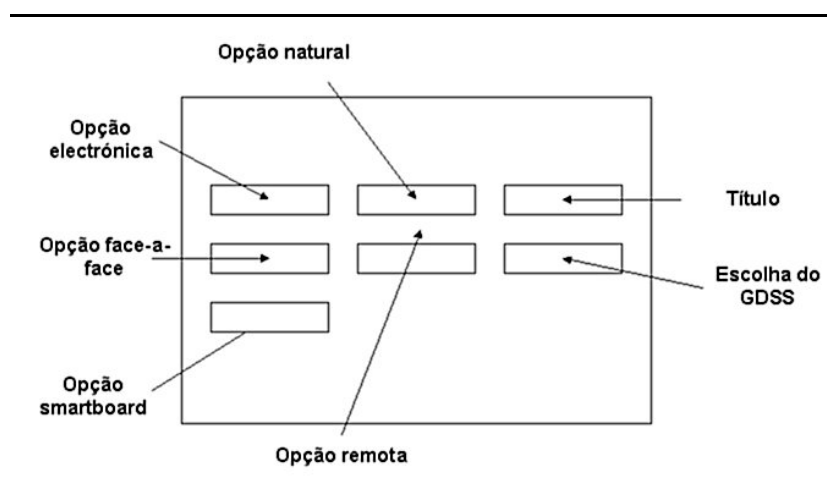 Opção natural
Opção
electrónica
Título
Opção face-a-
face
Escolha do
GDSS
Opção
smartboard
Opção remota